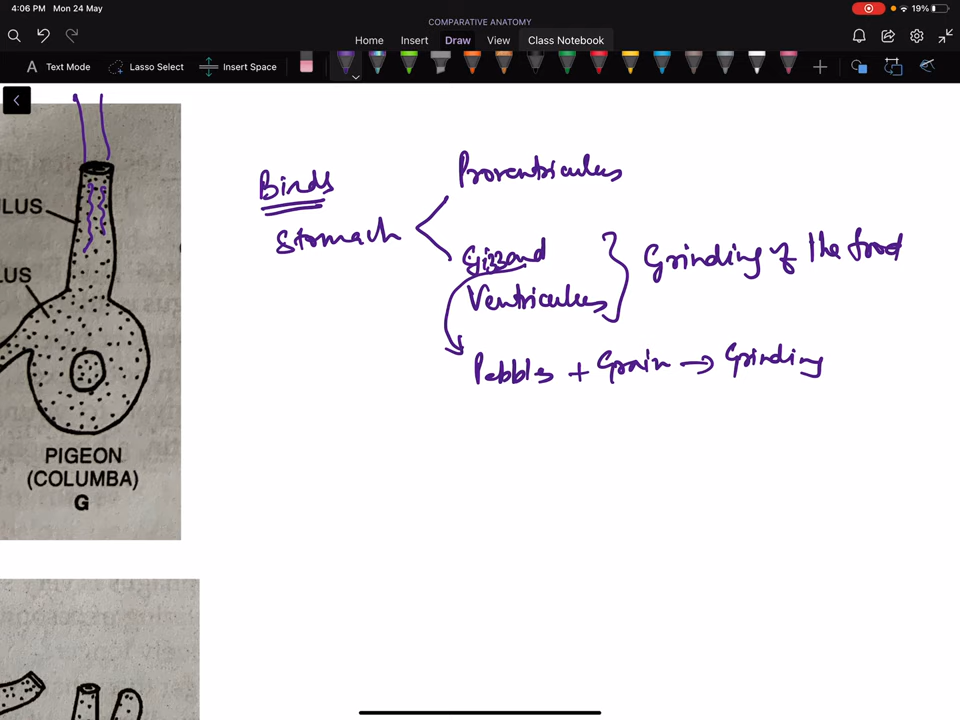 4:06 PM Mon 24 May
19%
COMPARATIVE ANATOMY
Home Insert Draw View Class Notebook
Text Mode Lasso Select Insert Space
ULUS
LUS
PIGEON
(COLUMBA)
G
Birds
Stomach
Proventriculus
Gizzard
Ventriculus
Grinding of the food
Pebbles + Grain → Grinding